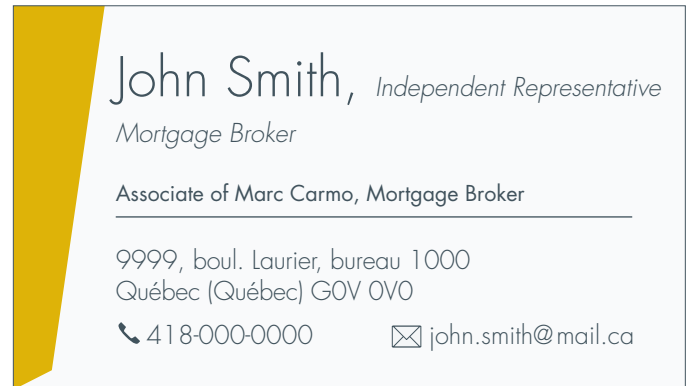 John Smith, Independent Representative
Mortgage Broker
Associate of Marc Carmo, Mortgage Broker
9999, boul. Laurier, bureau 1000
Québec (Québec) G0V 0V0
418-000-0000 john.smith@mail.ca